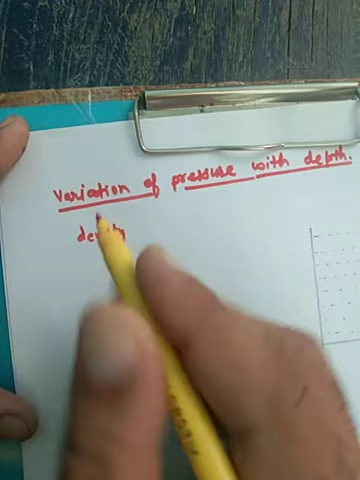 Variation of pressure with depth.